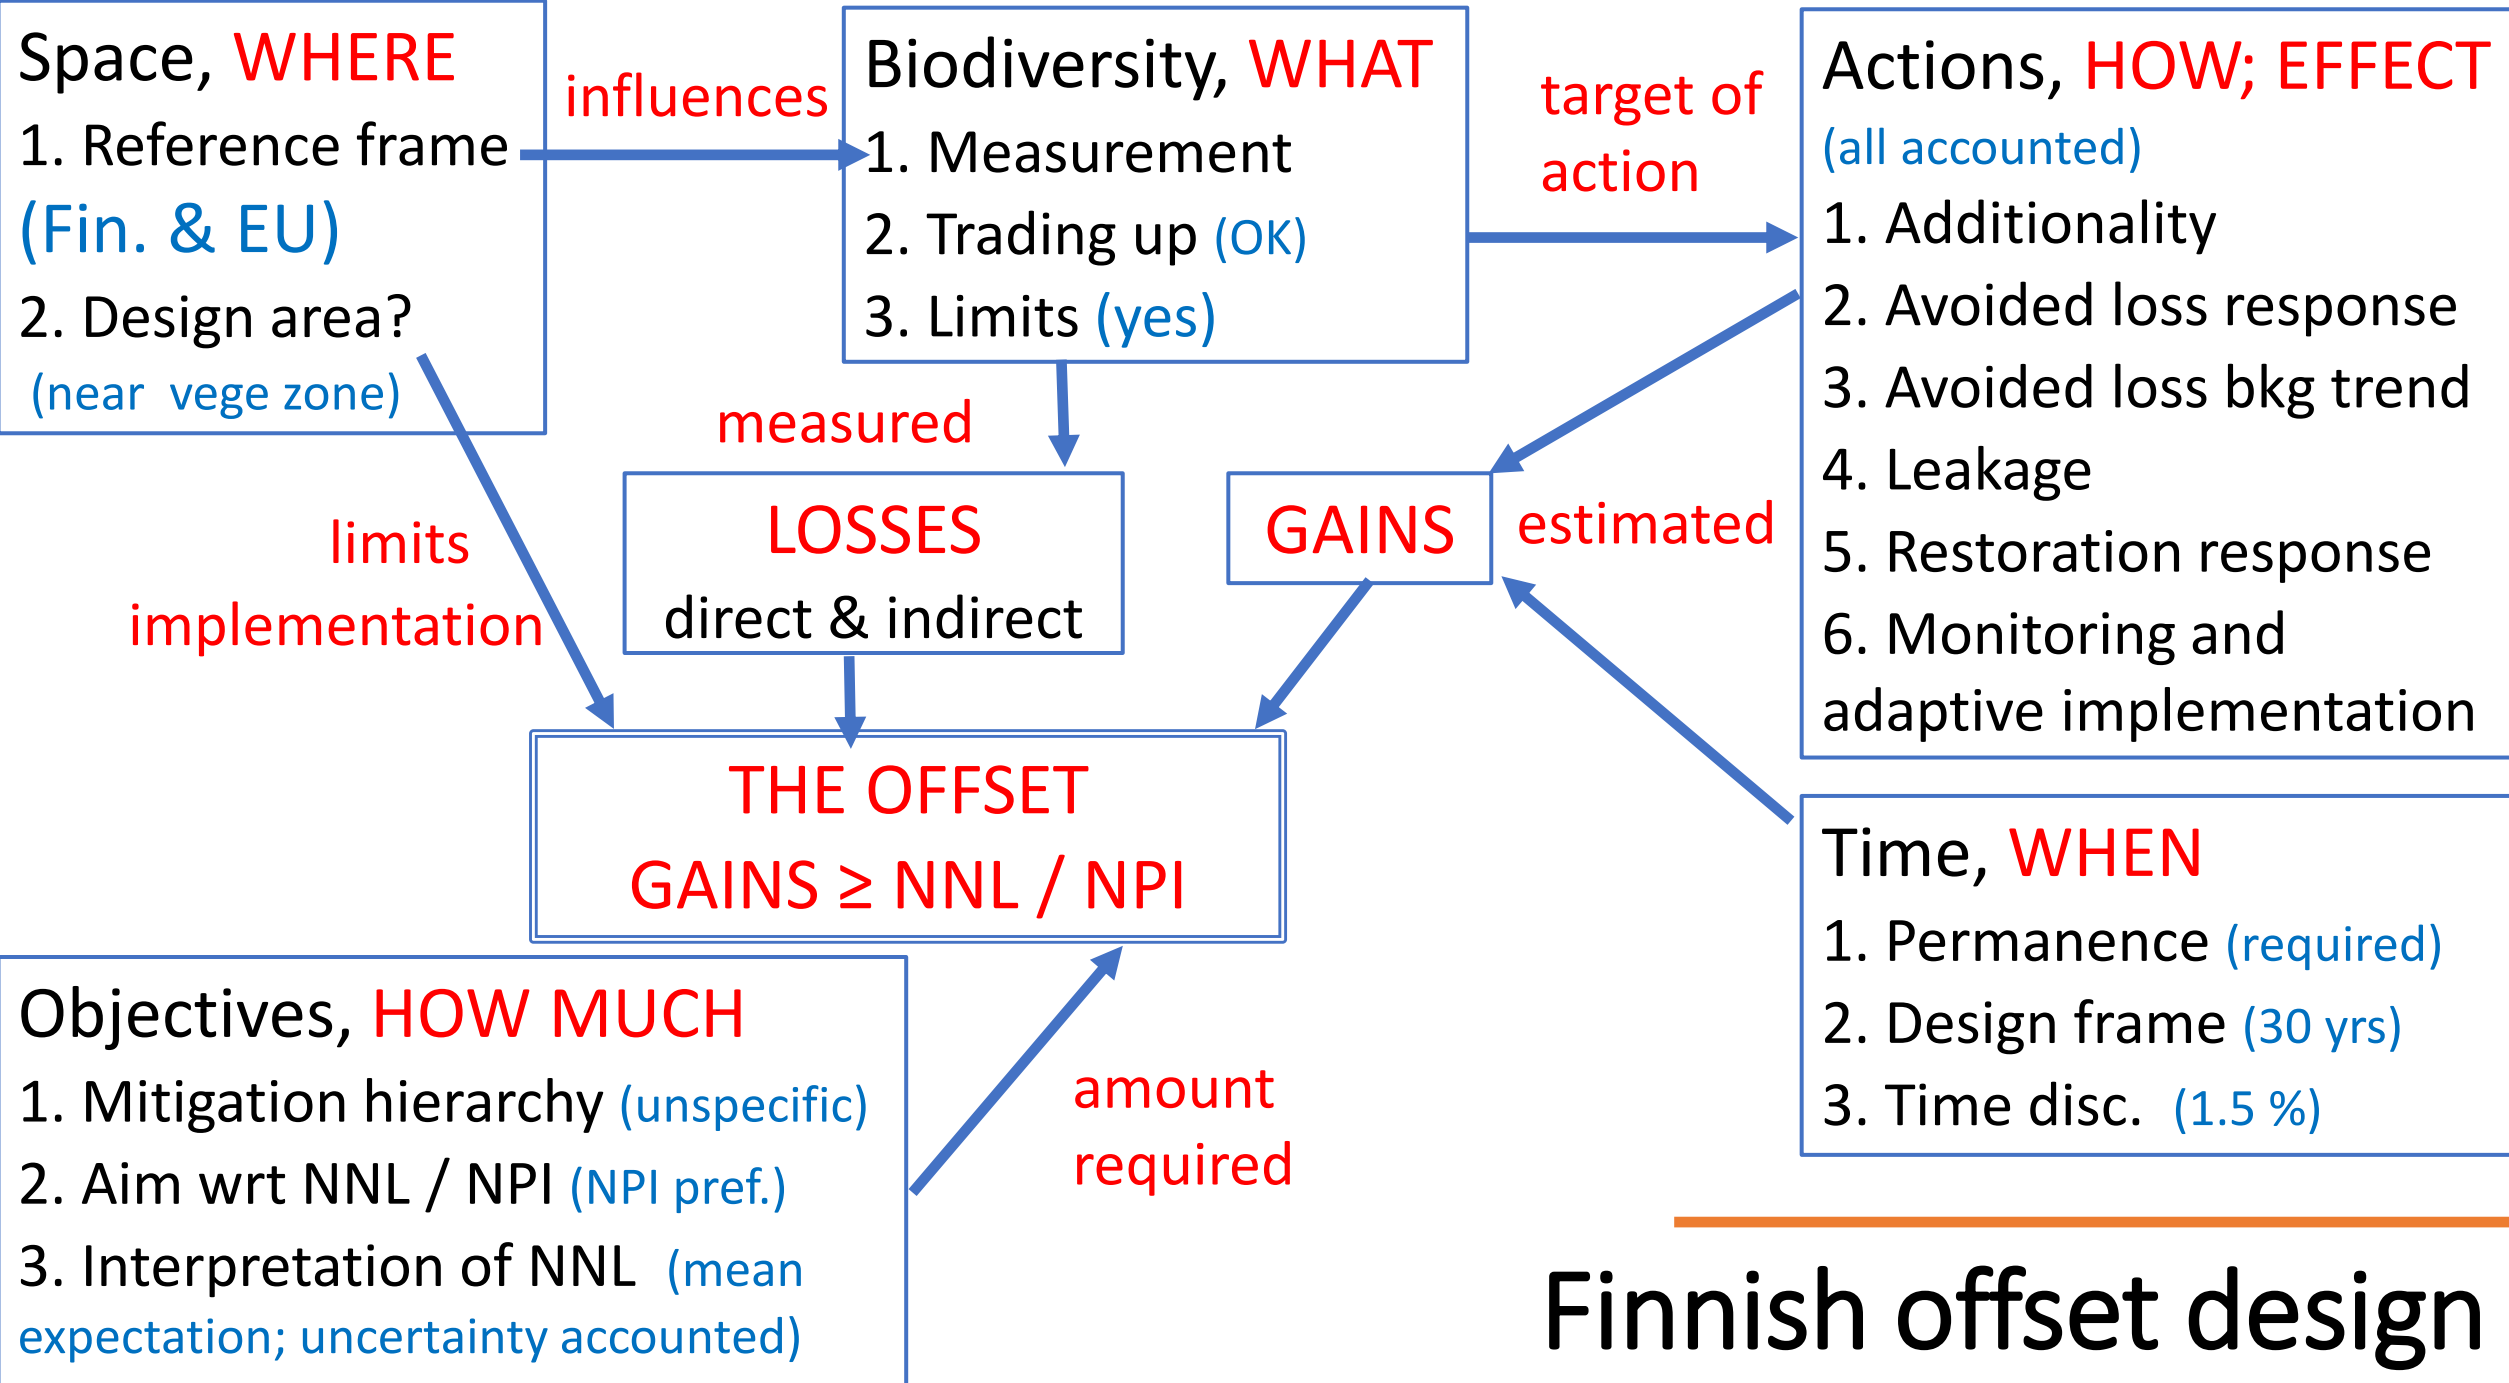 Space, WHERE
1. Reference frame
(Fin. & EU)
2. Design area?
(near vege zone)
influences
Biodiversity, WHAT
1. Measurement
2. Trading up (OK)
3. Limits (yes)
target of
action
Actions, HOW; EFFECT
(all accounted)
1. Additionality
2. Avoided loss response
3. Avoided loss bkg trend
4. Leakage
5. Restoration response
6. Monitoring and
adaptive implementation
measured
LOSSES
direct & indirect
GAINS
estimated
limits
implementation
THE OFFSET
GAINS ≥ NNL / NPI
Time, WHEN
1. Permanence (required)
2. Design frame (30 yrs)
3. Time disc. (1.5 %)
Objectives, HOW MUCH
1. Mitigation hierarchy (unspecific)
2. Aim wrt NNL / NPI (NPI pref.)
3. Interpretation of NNL (mean
expectation; uncertainty accounted)
amount
required
Finnish offset design